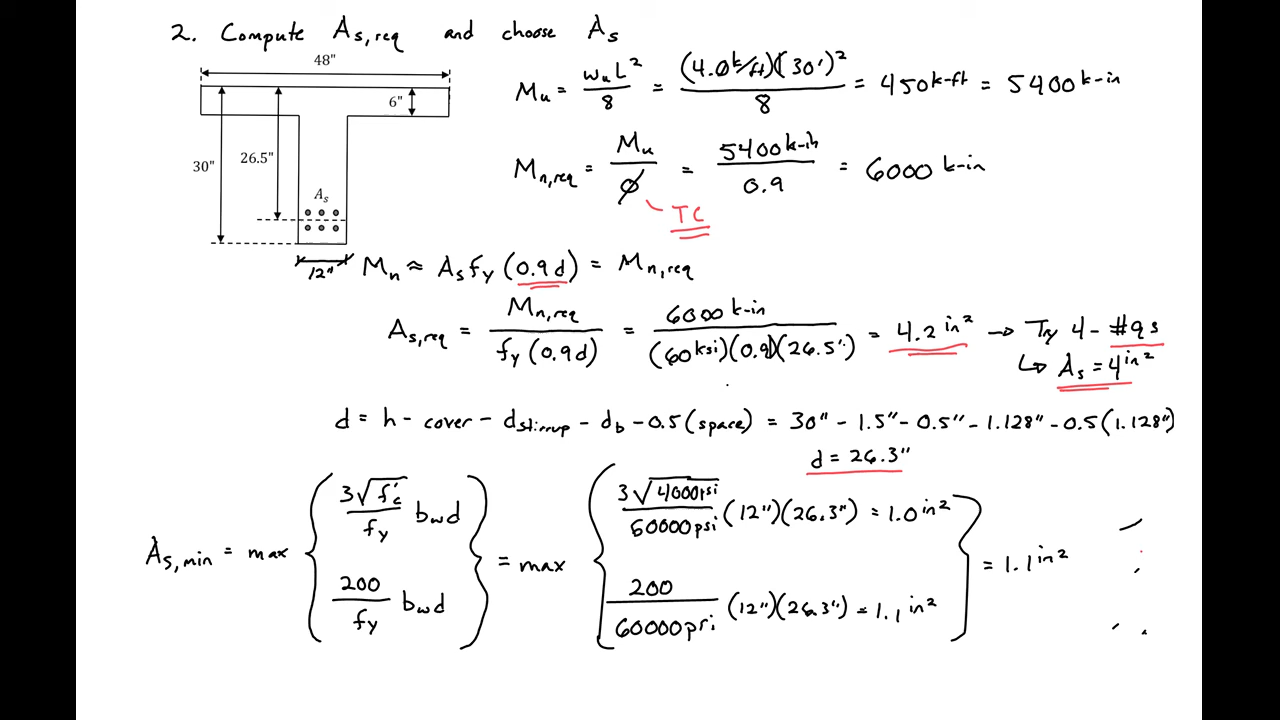 2. Compute As,req and choose As
48"
6"
30"
26.5"
As
12"
Mu = wuL²/8 = (4.0k/ft)(30')²/8 = 450k-ft = 5400k-in
Mn,req = Mu/ϕ = 5400k-in/0.9 = 6000 k-in
TC
Mn ≈ As fy (0.9d) = Mn,req
As,req = Mn,req/fy(0.9d) = 6000 k-in/(60ksi)(0.9)(26.5") = 4.2 in² → Try 4-#9s
↳ As = 4in²
d = h - cover - dstirrup - db - 0.5(space) = 30" - 1.5" - 0.5" - 1.128" - 0.5(1.128")
d = 26.3"
As,min = max { 3√f'c/fy bwd = max { 3√4000psi/60000psi (12")(26.3") = 1.0in² } = 1.1in²
200/fy bwd } 200/60000psi (12")(26.3") = 1.1in²